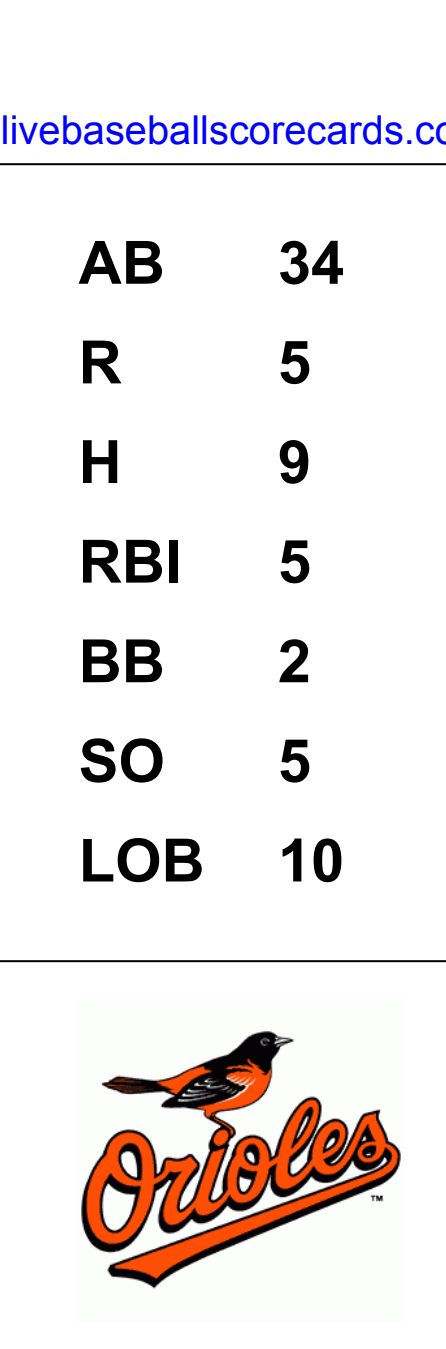 livebaseballscorecards.co
AB 34
R 5
H 9
RBI 5
BB 2
SO 5
LOB 10
Orioles
TM